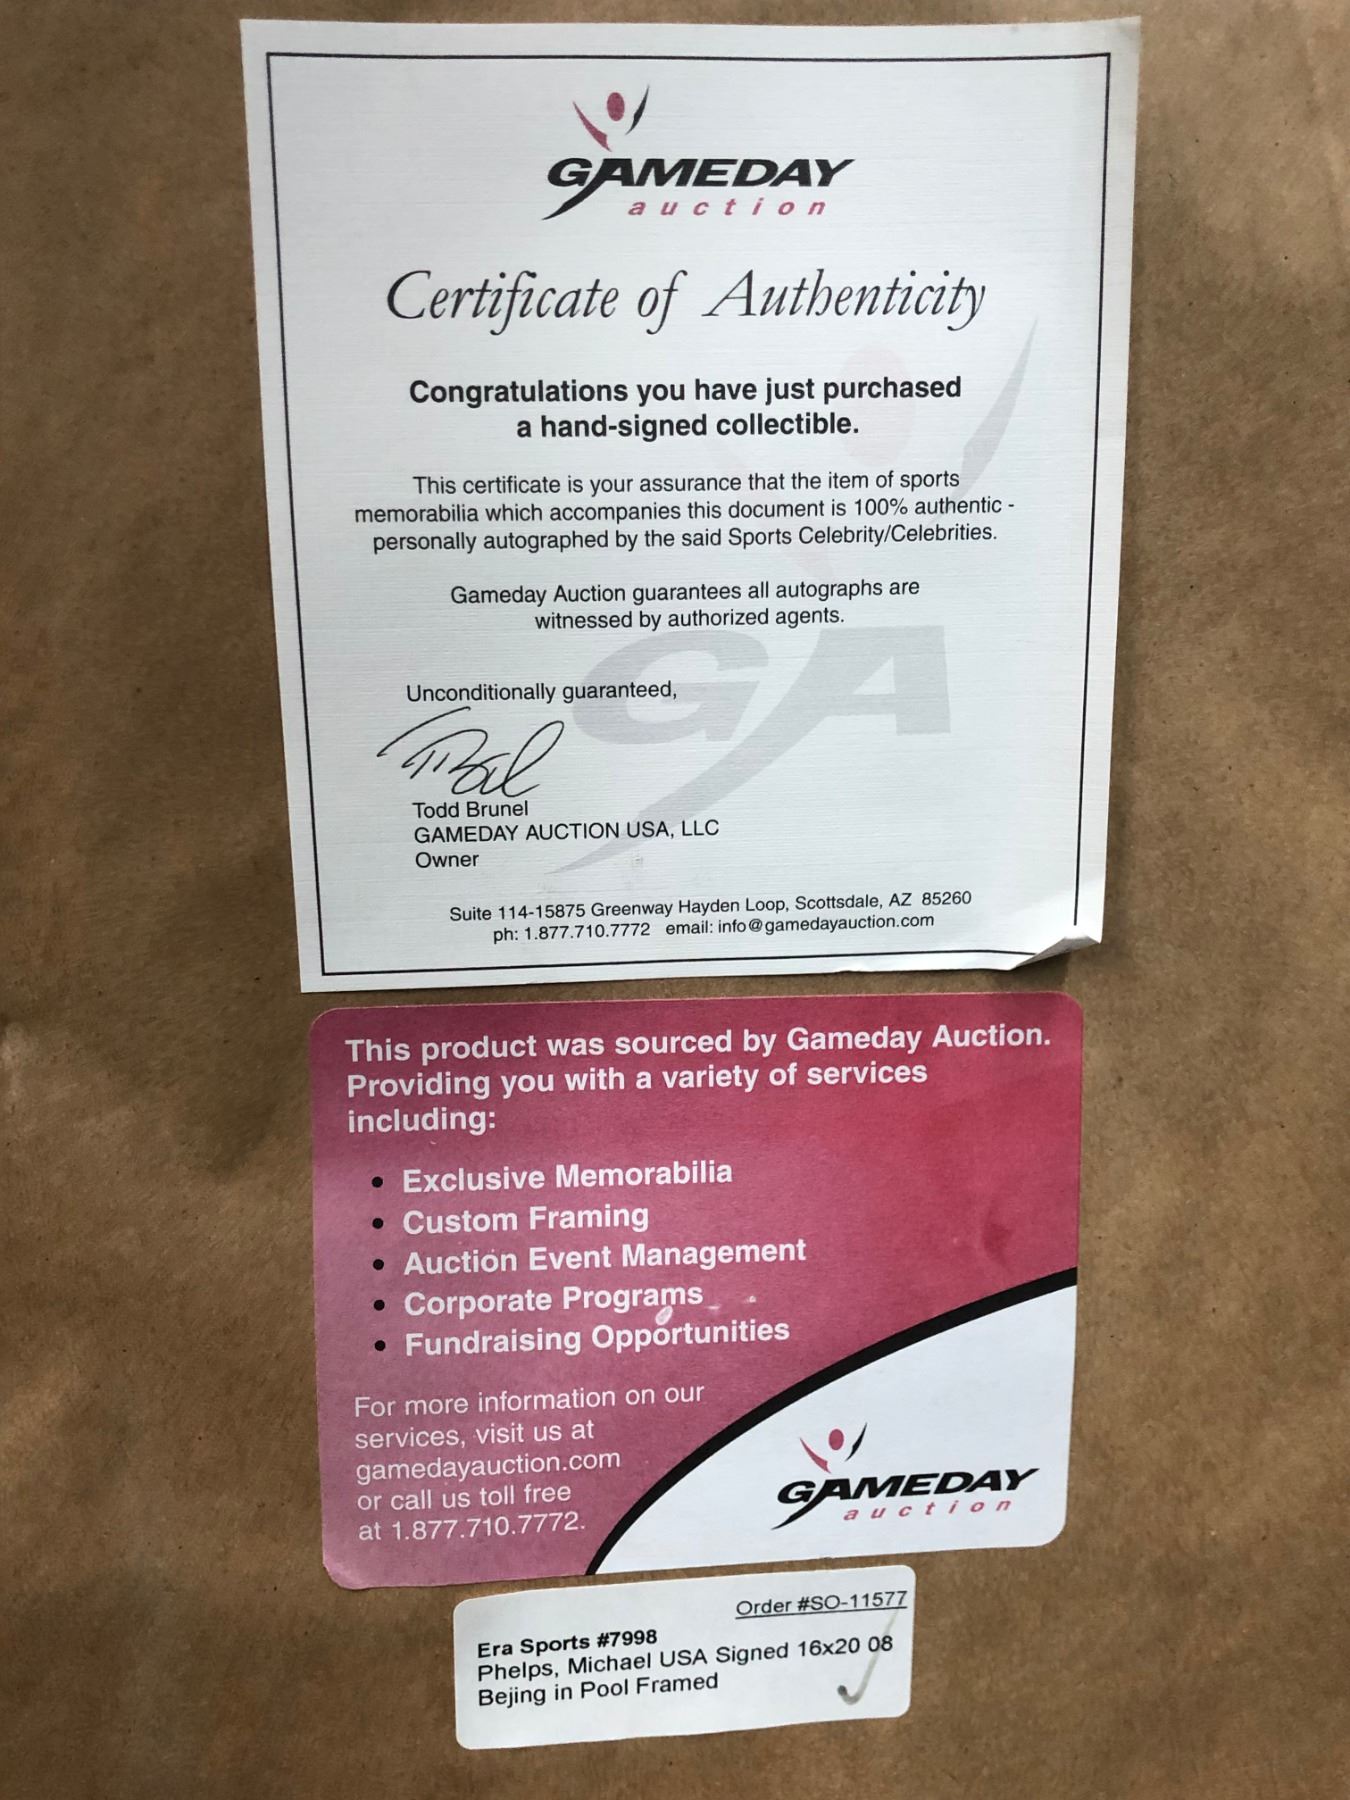 GAMEDAY
auction
Certificate of Authenticity
Congratulations you have just purchased
a hand-signed collectible.
This certificate is your assurance that the item of sports
memorabilia which accompanies this document is 100% authentic -
personally autographed by the said Sports Celebrity/Celebrities.
Gameday Auction guarantees all autographs are
witnessed by authorized agents.
GA
Unconditionally guaranteed,
Todd Brunel
GAMEDAY AUCTION USA, LLC
Owner
Suite 114-15875 Greenway Hayden Loop, Scottsdale, AZ 85260
ph: 1.877.710.7772 email: info@gamedayauction.com
This product was sourced by Gameday Auction.
Providing you with a variety of services
including:
• Exclusive Memorabilia
• Custom Framing
• Auction Event Management
• Corporate Programs
• Fundraising Opportunities
For more information on our
services, visit us at
gamedayauction.com
or call us toll free
at 1.877.710.7772.
GAMEDAY
auction
Order #SO-11577
Era Sports #7998
Phelps, Michael USA Signed 16x20 08
Bejing in Pool Framed